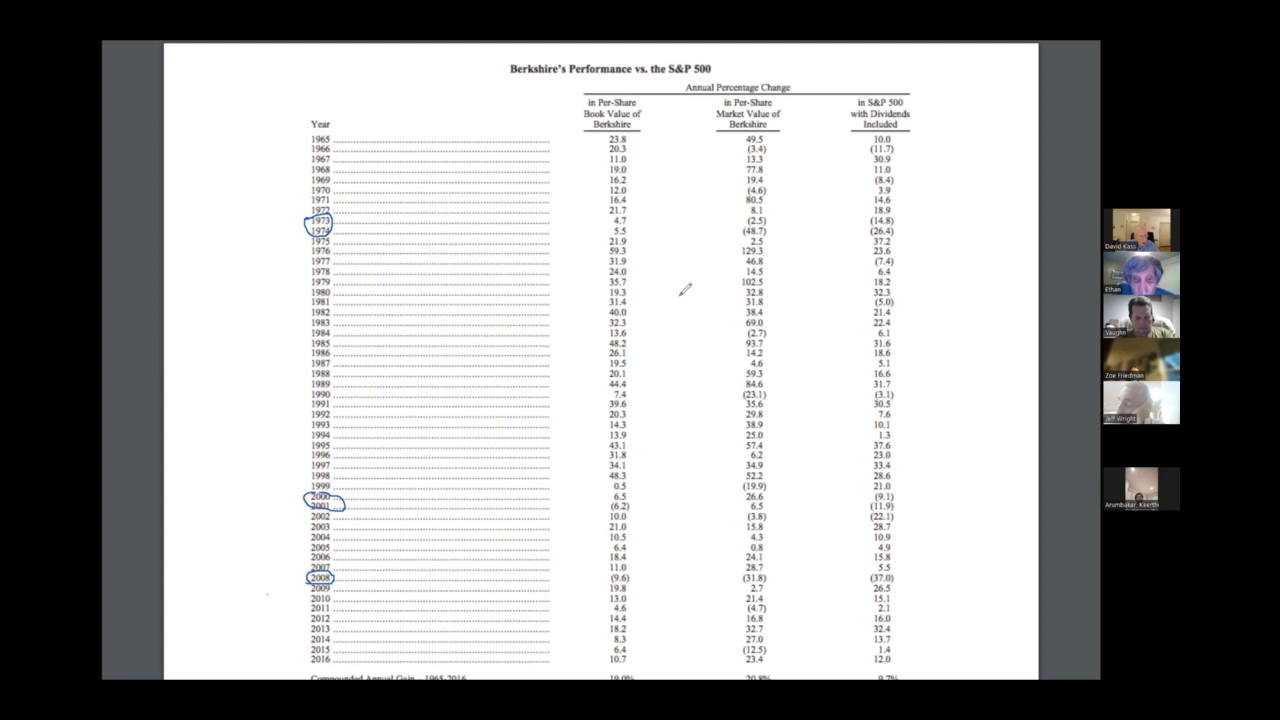 Berkshire's Performance vs. the S&P 500
Annual Percentage Change
in Per-Share in Per-Share in S&P 500
Book Value of Market Value of with Dividends
Year Berkshire Berkshire Included
1965 ........ 23.8 49.5 10.0
1966 ........ 20.3 (3.4) (11.7)
1967 ........ 11.0 13.3 30.9
1968 ........ 19.0 77.8 11.0
1969 ........ 16.2 19.4 (8.4)
1970 ........ 12.0 (4.6) 3.9
1971 ........ 16.4 80.5 14.6
1972 ........ 21.7 8.1 18.9
1973 ........ 4.7 (2.5) (14.8)
1974 ........ 5.5 (48.7) (26.4)
1975 ........ 21.9 2.5 37.2
1976 ........ 59.3 129.3 23.6
1977 ........ 31.9 46.8 (7.4)
1978 ........ 24.0 14.5 6.4
1979 ........ 35.7 102.5 18.2
1980 ........ 19.3 32.8 32.3
1981 ........ 31.4 31.8 (5.0)
1982 ........ 40.0 38.4 21.4
1983 ........ 32.3 69.0 22.4
1984 ........ 13.6 (2.7) 6.1
1985 ........ 48.2 93.7 31.6
1986 ........ 26.1 14.2 18.6
1987 ........ 19.5 4.6 5.1
1988 ........ 20.1 59.3 16.6
1989 ........ 44.4 84.6 31.7
1990 ........ 7.4 (23.1) (3.1)
1991 ........ 39.6 35.6 30.5
1992 ........ 20.3 29.8 7.6
1993 ........ 14.3 38.9 10.1
1994 ........ 13.9 25.0 1.3
1995 ........ 43.1 57.4 37.6
1996 ........ 31.8 6.2 23.0
1997 ........ 34.1 34.9 33.4
1998 ........ 48.3 52.2 28.6
1999 ........ 0.5 (19.9) 21.0
2000 ........ 6.5 26.6 (9.1)
2001 ........ (6.2) 6.5 (11.9)
2002 ........ 10.0 (3.8) (22.1)
2003 ........ 21.0 15.8 28.7
2004 ........ 10.5 4.3 10.9
2005 ........ 6.4 0.8 4.9
2006 ........ 18.4 24.1 15.8
2007 ........ 11.0 28.7 5.5
2008 ........ (9.6) (31.8) (37.0)
2009 ........ 19.8 2.7 26.5
2010 ........ 13.0 21.4 15.1
2011 ........ 4.6 (4.7) 2.1
2012 ........ 14.4 16.8 16.0
2013 ........ 18.2 32.7 32.4
2014 ........ 8.3 27.0 13.7
2015 ........ 6.4 (12.5) 1.4
2016 ........ 10.7 23.4 12.0
Compounded Annual Gain – 1965-2016 19.0% 20.8% 9.7%
David Kass
Ethan
Vaughn
Zoe Friedman
Jeff Wright
Arumbakar, Keerthi